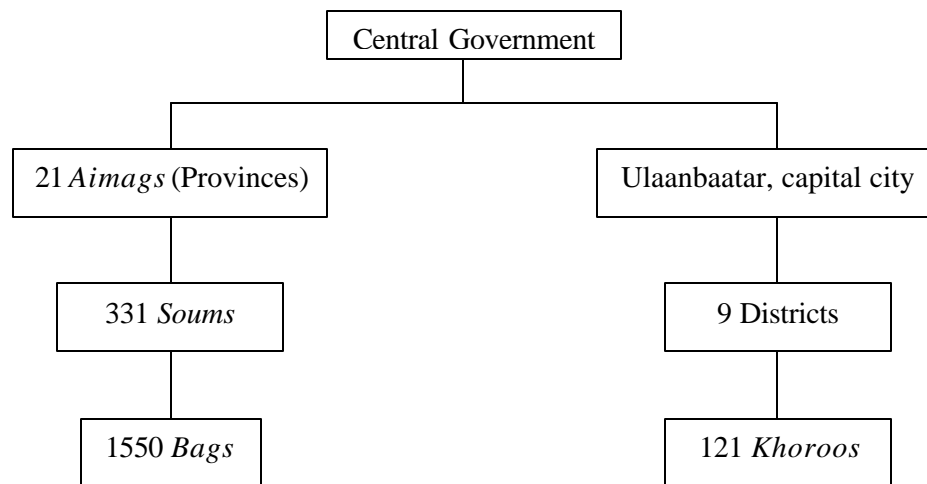 Central Government
21 Aimags (Provinces)
Ulaanbaatar, capital city
331 Soums
9 Districts
1550 Bags
121 Khoroos